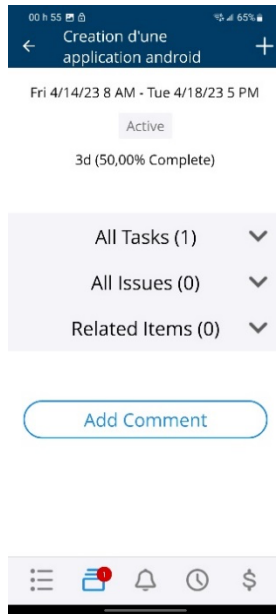 00 h 55
65%
Creation d'une
application android
Fri 4/14/23 8 AM - Tue 4/18/23 5 PM
Active
3d (50,00% Complete)
All Tasks (1)
All Issues (0)
Related Items (0)
Add Comment
1
$